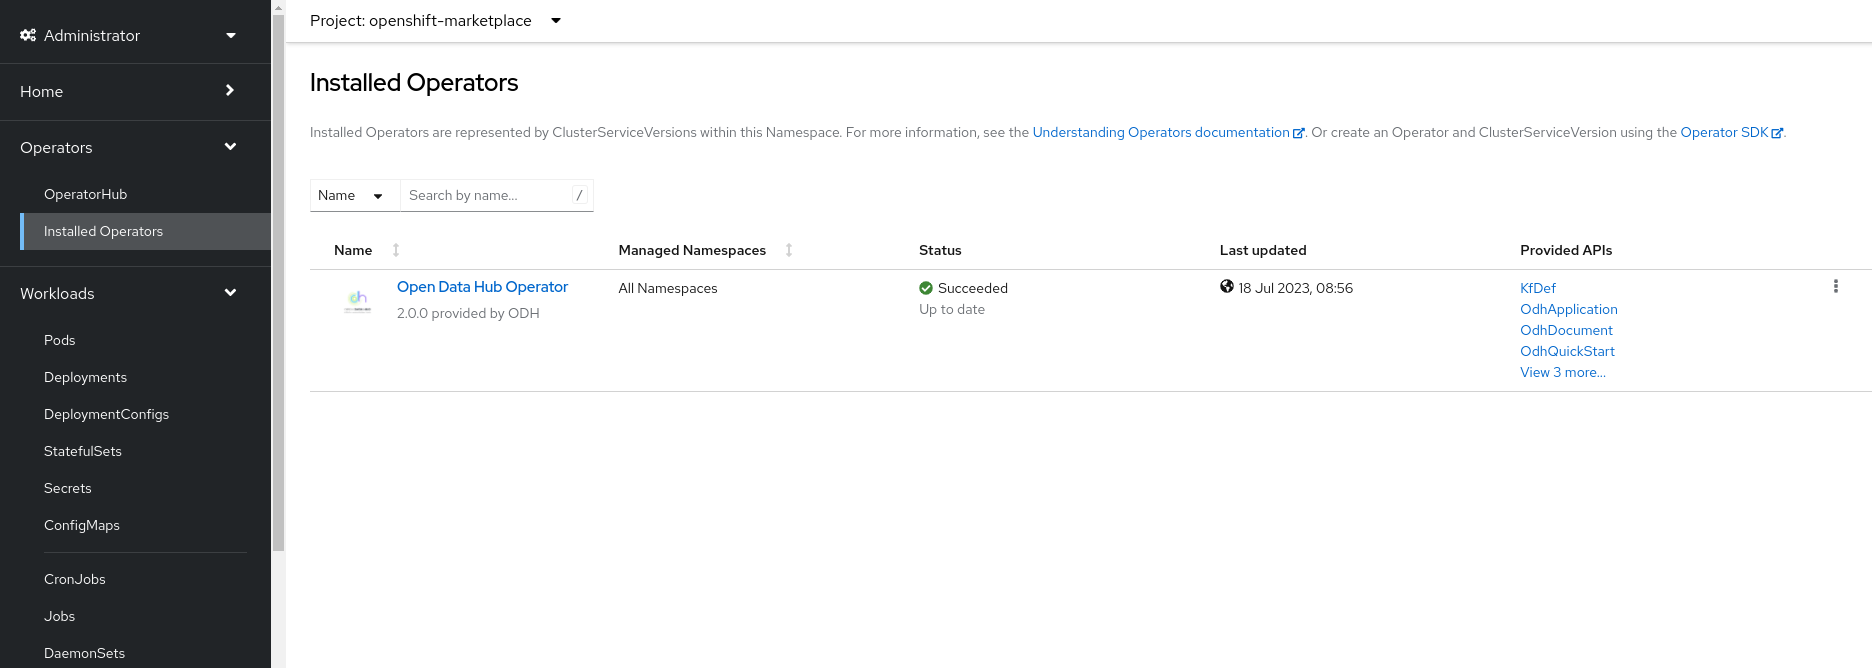 Administrator
Home
Operators
OperatorHub
Installed Operators
Workloads
Pods
Deployments
DeploymentConfigs
StatefulSets
Secrets
ConfigMaps
CronJobs
Jobs
DaemonSets
Project: openshift-marketplace
Installed Operators
Installed Operators are represented by ClusterServiceVersions within this Namespace. For more information, see the Understanding Operators documentation. Or create an Operator and ClusterServiceVersion using the Operator SDK.
Name Search by name... /
Name Managed Namespaces Status Last updated Provided APIs
Open Data Hub Operator All Namespaces Succeeded 18 Jul 2023, 08:56 KfDef
2.0.0 provided by ODH Up to date OdhApplication
OdhDocument
OdhQuickStart
View 3 more...